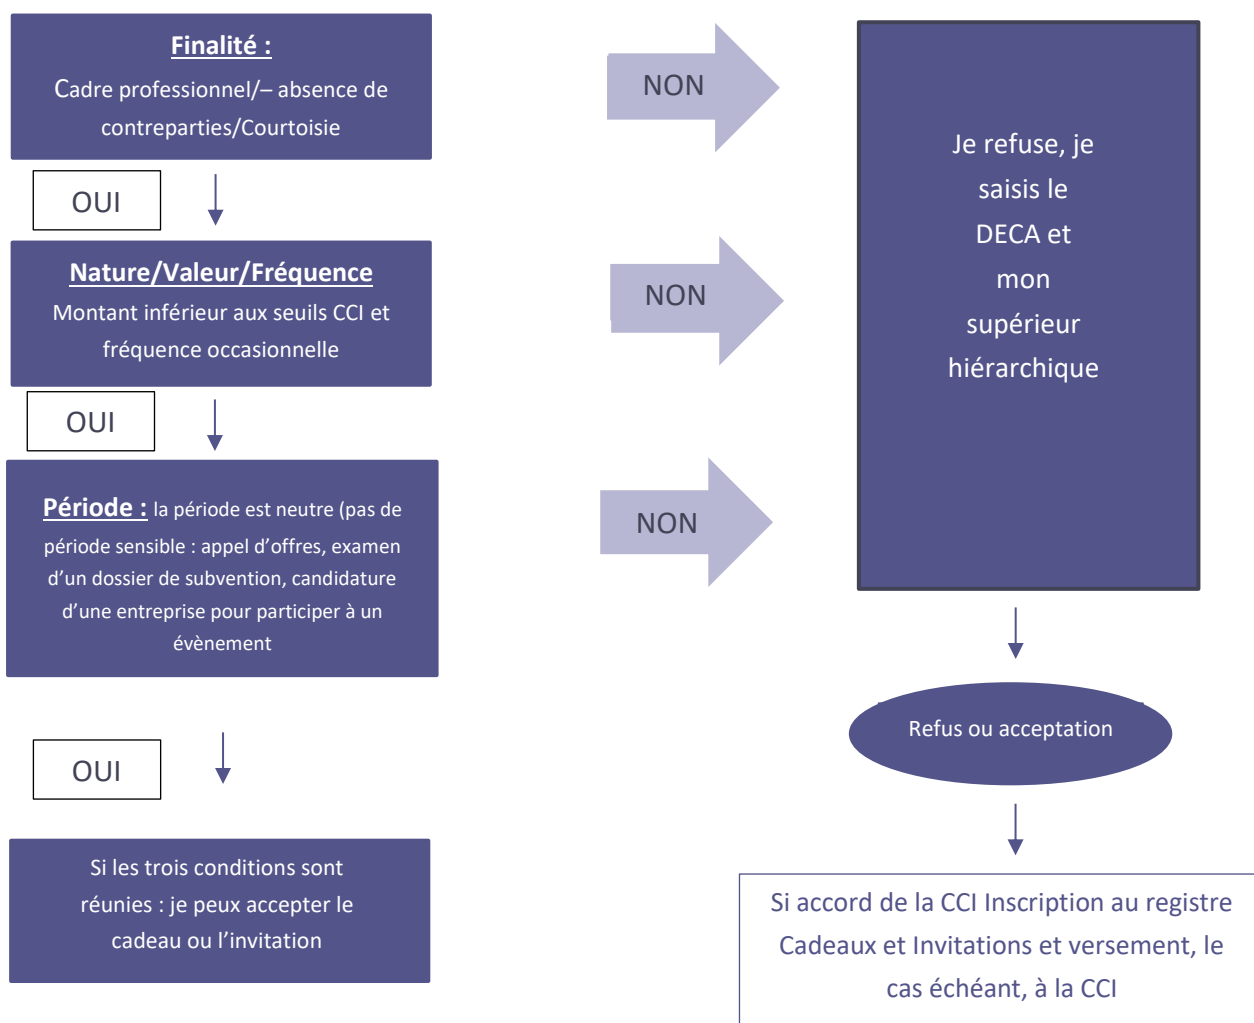 Finalité :
Cadre professionnel/– absence de
contreparties/Courtoisie
NON
OUI
Nature/Valeur/Fréquence
Montant inférieur aux seuils CCI et
fréquence occasionnelle
NON
OUI
Période : la période est neutre (pas de
période sensible : appel d’offres, examen
d’un dossier de subvention, candidature
d’une entreprise pour participer à un
évènement
NON
OUI
Si les trois conditions sont
réunies : je peux accepter le
cadeau ou l’invitation
Je refuse, je
saisis le
DECA et
mon
supérieur
hiérarchique
Refus ou acceptation
Si accord de la CCI Inscription au registre
Cadeaux et Invitations et versement, le
cas échéant, à la CCI